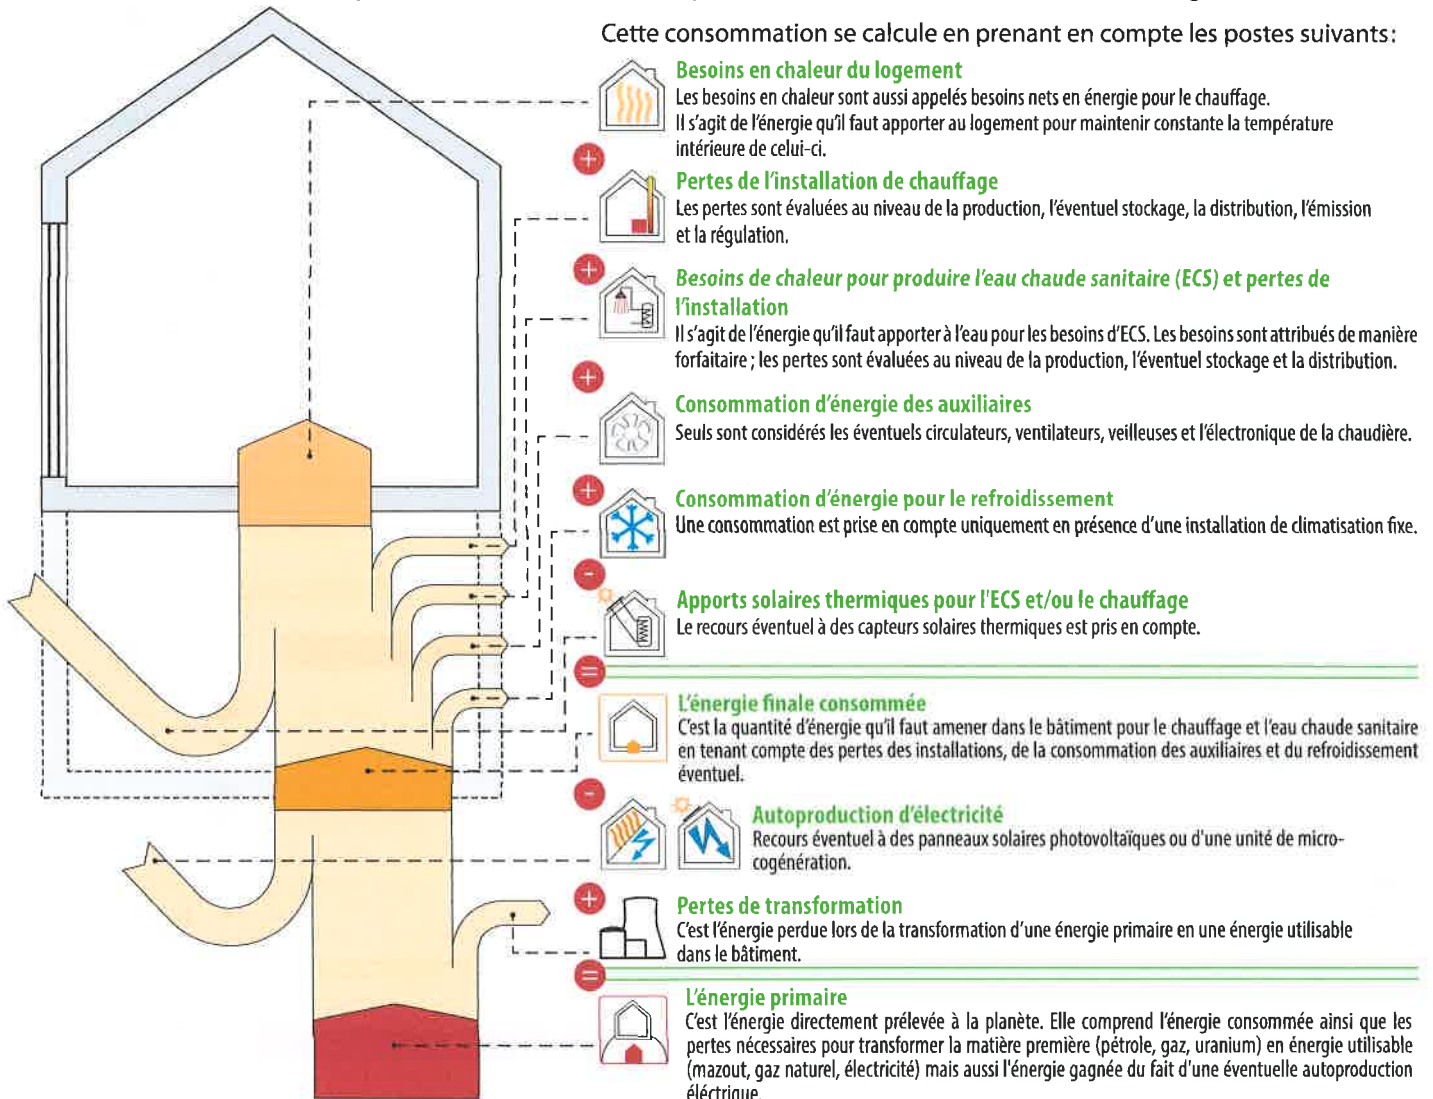 Cette consommation se calcule en prenant en compte les postes suivants:
Besoins en chaleur du logement
Les besoins en chaleur sont aussi appelés besoins nets en énergie pour le chauffage.
Il s'agit de l'énergie qu'il faut apporter au logement pour maintenir constante la température
intérieure de celui-ci.
+
Pertes de l'installation de chauffage
Les pertes sont évaluées au niveau de la production, l'éventuel stockage, la distribution, l'émission
et la régulation.
+
Besoins de chaleur pour produire l'eau chaude sanitaire (ECS) et pertes de
l'installation
Il s'agit de l'énergie qu'il faut apporter à l'eau pour les besoins d'ECS. Les besoins sont attribués de manière
forfaitaire ; les pertes sont évaluées au niveau de la production, l'éventuel stockage et la distribution.
+
Consommation d'énergie des auxiliaires
Seuls sont considérés les éventuels circulateurs, ventilateurs, veilleuses et l'électronique de la chaudière.
+
Consommation d'énergie pour le refroidissement
Une consommation est prise en compte uniquement en présence d'une installation de climatisation fixe.
-
Apports solaires thermiques pour l'ECS et/ou le chauffage
Le recours éventuel à des capteurs solaires thermiques est pris en compte.
=
L'énergie finale consommée
C'est la quantité d'énergie qu'il faut amener dans le bâtiment pour le chauffage et l'eau chaude sanitaire
en tenant compte des pertes des installations, de la consommation des auxiliaires et du refroidissement
éventuel.
-
Autoproduction d'électricité
Recours éventuel à des panneaux solaires photovoltaïques ou d'une unité de micro-
cogénération.
+
Pertes de transformation
C'est l'énergie perdue lors de la transformation d'une énergie primaire en une énergie utilisable
dans le bâtiment.
=
L'énergie primaire
C'est l'énergie directement prélevée à la planète. Elle comprend l'énergie consommée ainsi que les
pertes nécessaires pour transformer la matière première (pétrole, gaz, uranium) en énergie utilisable
(mazout, gaz naturel, électricité) mais aussi l'énergie gagnée du fait d'une éventuelle autoproduction
éléctrique.